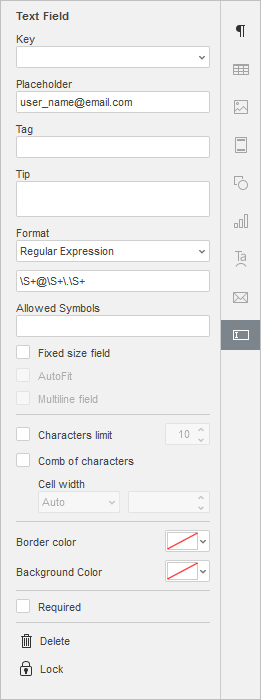 Text Field
Key
Placeholder
user_name@email.com
Tag
Tip
Format
Regular Expression
\S+@\S+\.\S+
Allowed Symbols
Fixed size field
AutoFit
Multiline field
Characters limit 10
Comb of characters
Cell width
Auto
Border color
Background Color
Required
Delete
Lock
¶
Ta